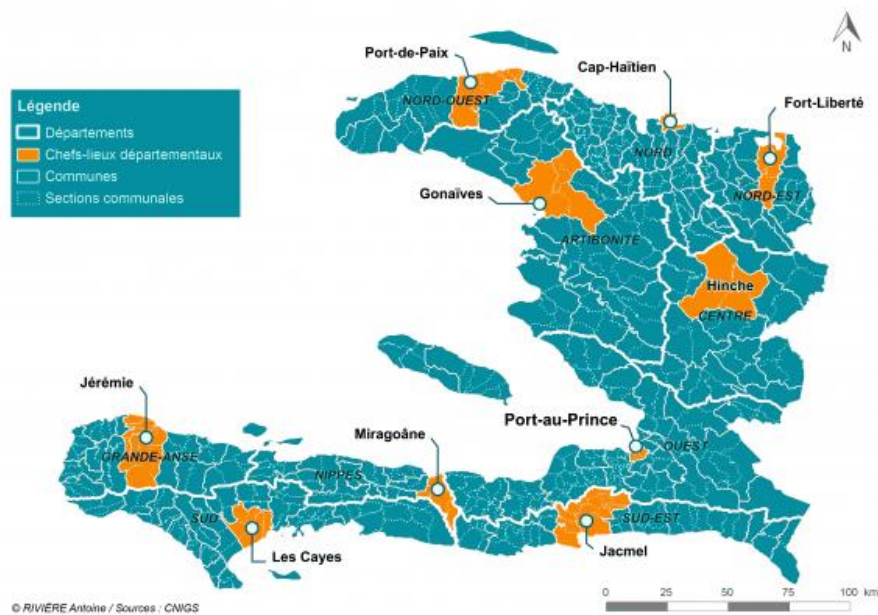 N
Port-de-Paix
Cap-Haïtien
Fort-Liberté
NORD-OUEST
Légende
Départements
Chefs-lieux départementaux
Communes
Sections communales
NORD
NORD-EST
Gonaïves
ARTIBONITE
Hinche
CENTRE
Jérémie
Miragoâne
Port-au-Prince
OUEST
GRANDE-ANSE
NIPPES
SUD
SUD-EST
Les Cayes
Jacmel
0 25 50 75 100 km
© RIVIÈRE Antoine / Sources : CNIGS